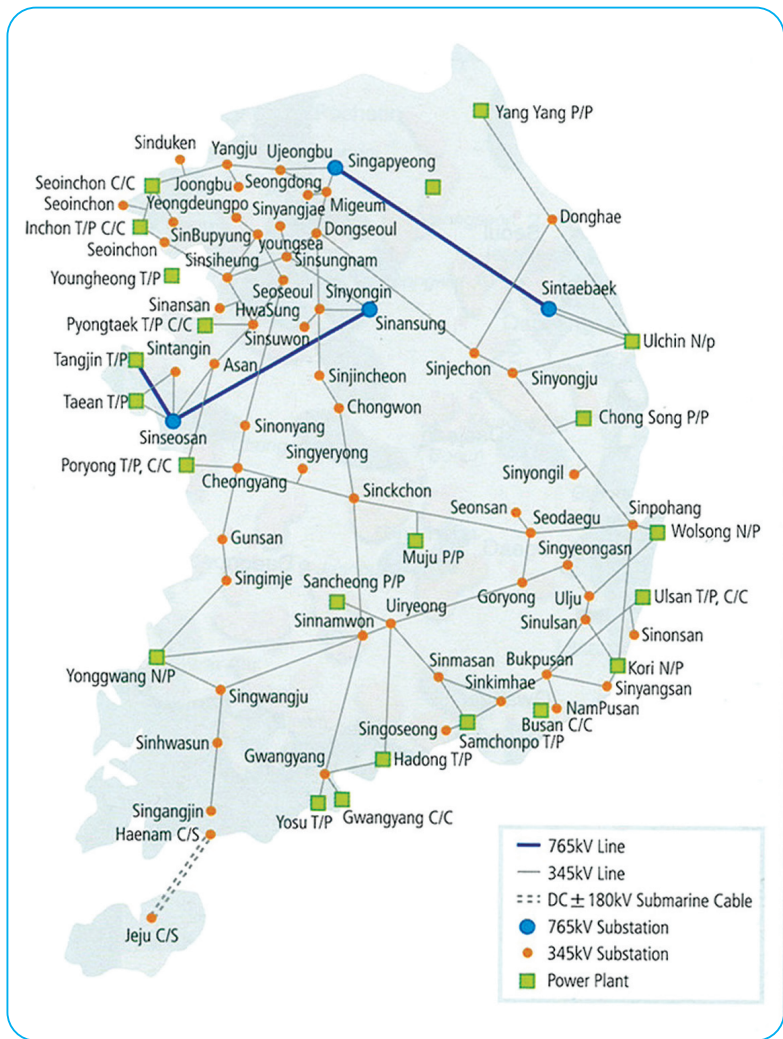 Yang Yang P/P
Sinduken
Yangju
Ujeongbu
Singapyeong
Seoinchon C/C
Joongbu
Seongdong
Seoinchon
Yeongdeungpo
Sinyangjae
Migeum
Donghae
Inchon T/P C/C
SinBupyung
Dongseoul
Seoinchon
youngsea
Sinsiheung
Sinsungnam
Youngheong T/P
Seoseoul
Sinyongin
Sintaebaek
Sinansan
HwaSung
Sinansung
Pyongtaek T/P C/C
Sinsuwon
Ulchin N/p
Tangjin T/P
Sintangin
Asan
Sinjechon
Sinyongju
Sinjincheon
Taean T/P
Chongwon
Chong Song P/P
Sinseosan
Sinonyang
Singyeryong
Poryong T/P, C/C
Cheongyang
Sinyongil
Sinckchon
Seonsan
Seodaegu
Sinpohang
Wolsong N/P
Gunsan
Muju P/P
Singyeongasn
Singimje
Sancheong P/P
Goryong
Ulju
Ulsan T/P, C/C
Uiryeong
Sinnamwon
Sinulsan
Sinonsan
Yonggwang N/P
Sinmasan
Bukpusan
Kori N/P
Singwangju
Sinkimhae
Sinyangsan
NamPusan
Singoseong
Busan C/C
Sinhwasun
Samchonpo T/P
Gwangyang
Hadong T/P
Singangjin
Yosu T/P
Gwangyang C/C
Haenam C/S
Jeju C/S
765kV Line
345kV Line
DC±180kV Submarine Cable
765kV Substation
345kV Substation
Power Plant